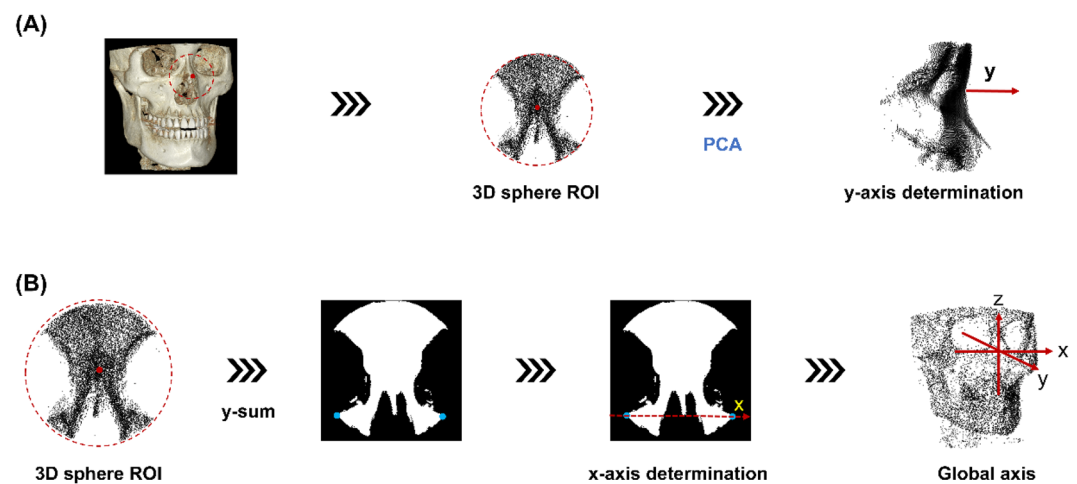 (A)
y
PCA
3D sphere ROI
y-axis determination
(B)
z
x
y
y-sum
x
3D sphere ROI
x-axis determination
Global axis